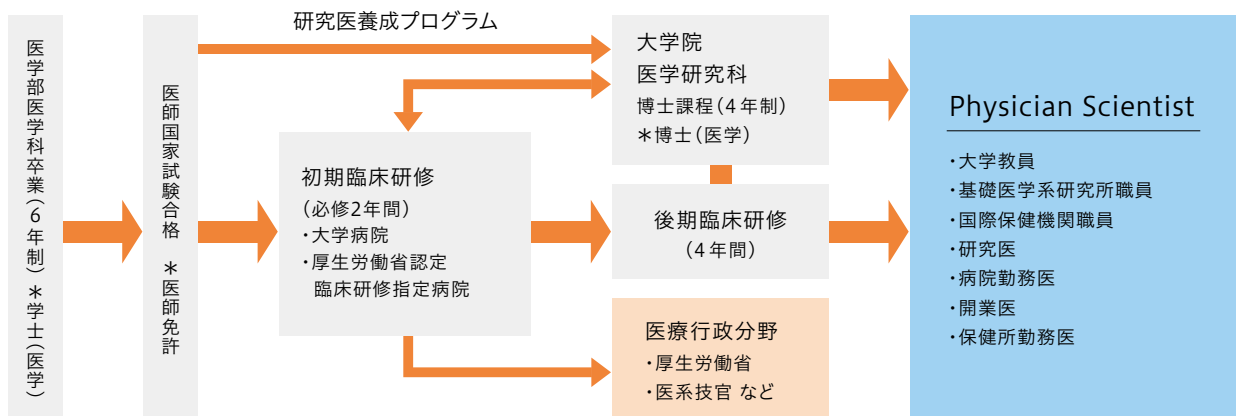 医学部医学科卒業(6年制) ＊学士(医学)
医師国家試験合格 ＊医師免許
研究医養成プログラム
初期臨床研修
(必修2年間)
・大学病院
・厚生労働省認定
臨床研修指定病院
大学院
医学研究科
博士課程(4年制)
＊博士(医学)
後期臨床研修
(4年間)
医療行政分野
・厚生労働省
・医系技官 など
Physician Scientist
・大学教員
・基礎医学系研究所職員
・国際保健機関職員
・研究医
・病院勤務医
・開業医
・保健所勤務医